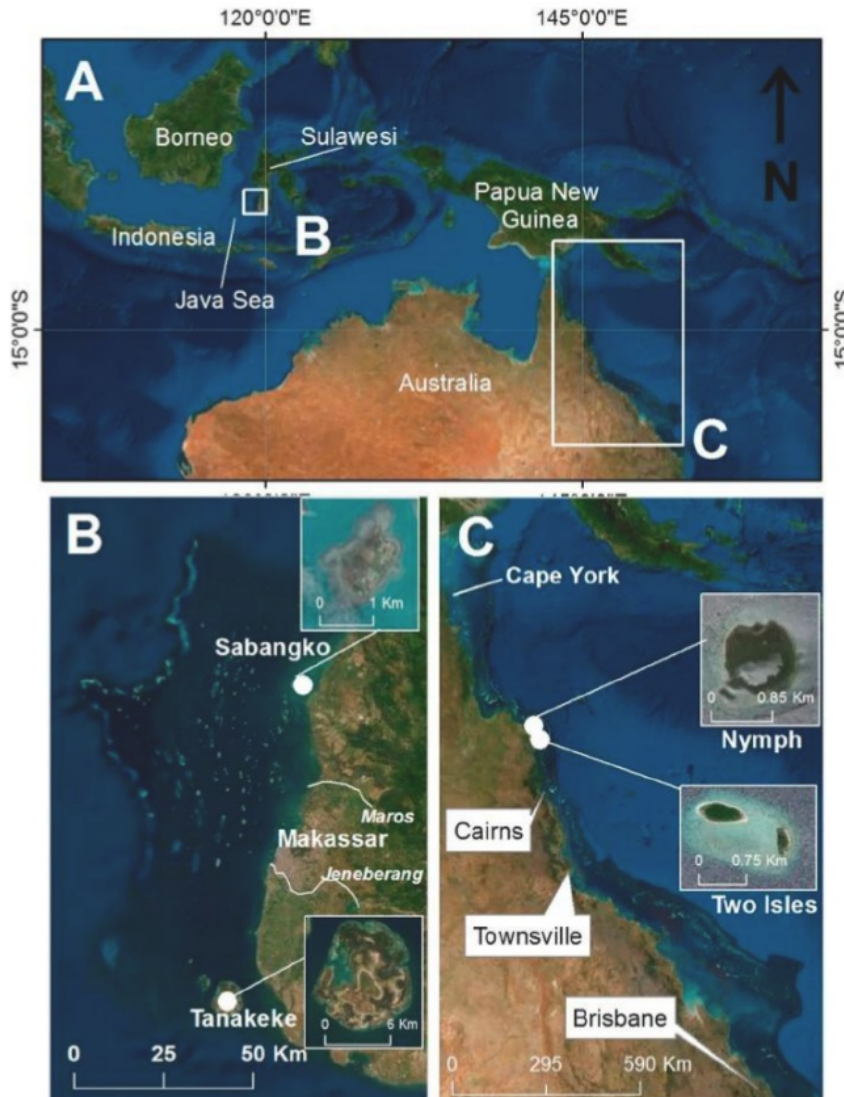 120°0'0"E
145°0'0"E
A
N
Borneo
Sulawesi
Papua New
Guinea
Indonesia
B
Java Sea
15°0'0"S
15°0'0"S
Australia
C
B
0 1 Km
Sabangko
Maros
Makassar
Jeneberang
Tanakeke
0 6 Km
0 25 50 Km
C
Cape York
0 0.85 Km
Nymph
Cairns
0 0.75 Km
Two Isles
Townsville
Brisbane
0 295 590 Km